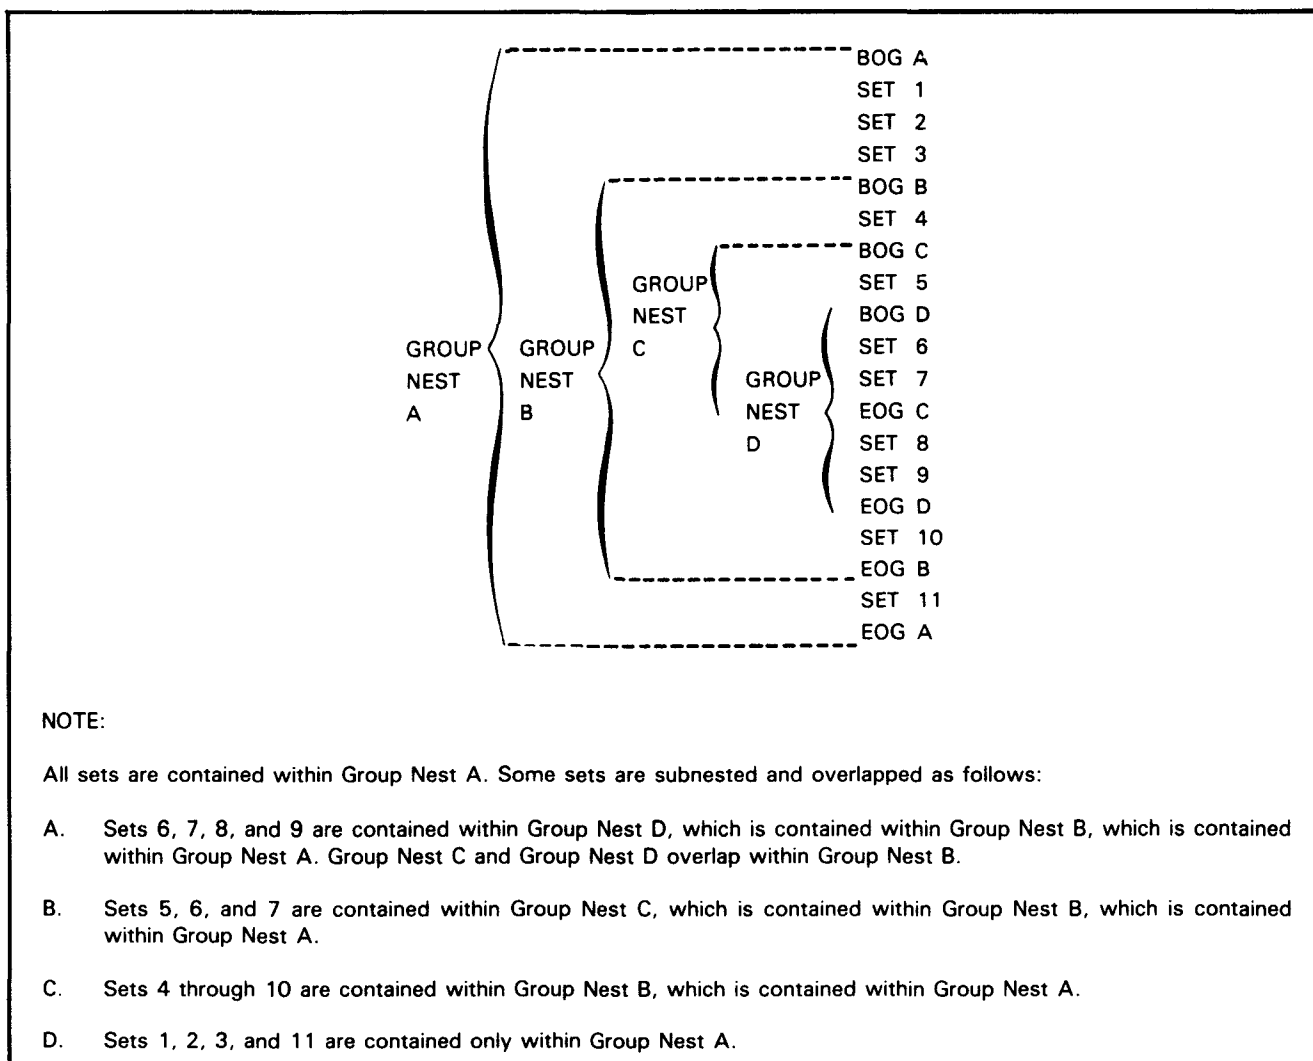 BOG A
SET 1
SET 2
SET 3
BOG B
SET 4
BOG C
GROUP SET 5
NEST BOG D
GROUP GROUP C SET 6
NEST NEST GROUP SET 7
A B NEST EOG C
D SET 8
SET 9
EOG D
SET 10
EOG B
SET 11
EOG A
NOTE:
All sets are contained within Group Nest A. Some sets are subnested and overlapped as follows:
A. Sets 6, 7, 8, and 9 are contained within Group Nest D, which is contained within Group Nest B, which is contained
within Group Nest A. Group Nest C and Group Nest D overlap within Group Nest B.
B. Sets 5, 6, and 7 are contained within Group Nest C, which is contained within Group Nest B, which is contained
within Group Nest A.
C. Sets 4 through 10 are contained within Group Nest B, which is contained within Group Nest A.
D. Sets 1, 2, 3, and 11 are contained only within Group Nest A.